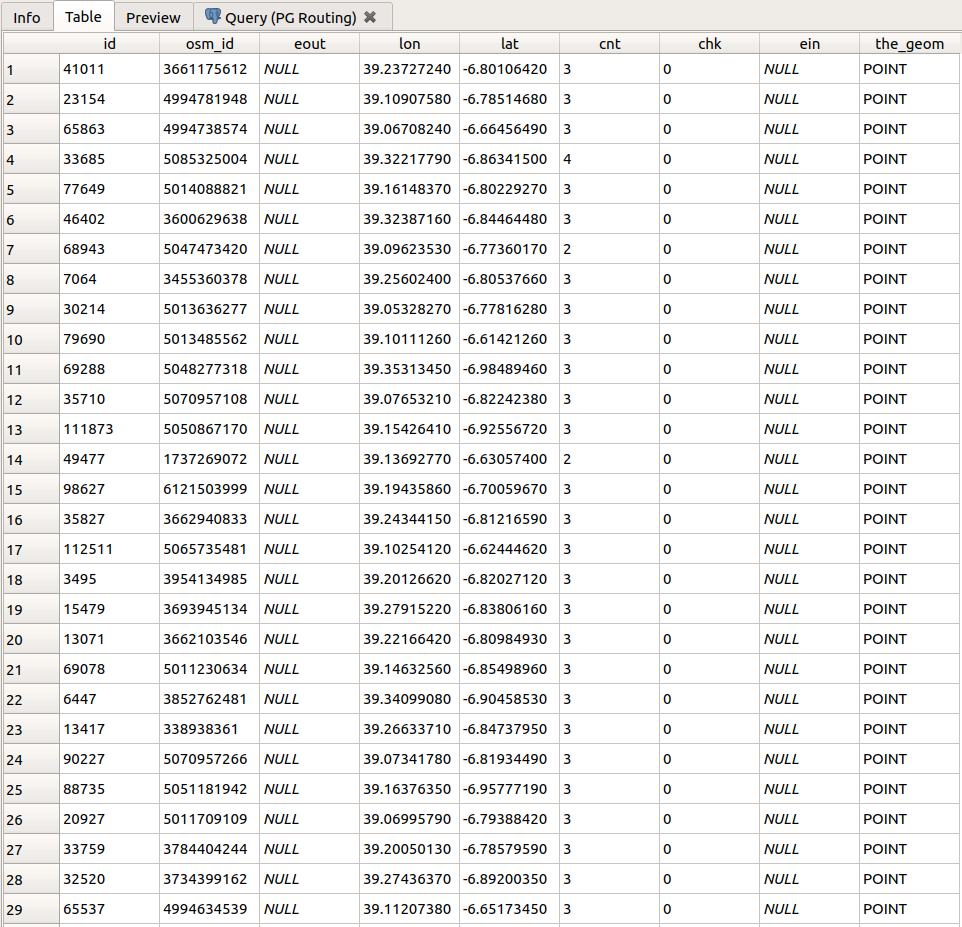 Info Table Preview Query (PG Routing)
id osm_id eout lon lat cnt chk ein the_geom
1 41011 3661175612 NULL 39.23727240 -6.80106420 3 0 NULL POINT
2 23154 4994781948 NULL 39.10907580 -6.78514680 3 0 NULL POINT
3 65863 4994738574 NULL 39.06708240 -6.66456490 3 0 NULL POINT
4 33685 5085325004 NULL 39.32217790 -6.86341500 4 0 NULL POINT
5 77649 5014088821 NULL 39.16148370 -6.80229270 3 0 NULL POINT
6 46402 3600629638 NULL 39.32387160 -6.84464480 3 0 NULL POINT
7 68943 5047473420 NULL 39.09623530 -6.77360170 2 0 NULL POINT
8 7064 3455360378 NULL 39.25602400 -6.80537660 3 0 NULL POINT
9 30214 5013636277 NULL 39.05328270 -6.77816280 3 0 NULL POINT
10 79690 5013485562 NULL 39.10111260 -6.61421260 3 0 NULL POINT
11 69288 5048277318 NULL 39.35313450 -6.98489460 3 0 NULL POINT
12 35710 5070957108 NULL 39.07653210 -6.82242380 3 0 NULL POINT
13 111873 5050867170 NULL 39.15426410 -6.92556720 3 0 NULL POINT
14 49477 1737269072 NULL 39.13692770 -6.63057400 2 0 NULL POINT
15 98627 6121503999 NULL 39.19435860 -6.70059670 3 0 NULL POINT
16 35827 3662940833 NULL 39.24344150 -6.81216590 3 0 NULL POINT
17 112511 5065735481 NULL 39.10254120 -6.62444620 3 0 NULL POINT
18 3495 3954134985 NULL 39.20126620 -6.82027120 3 0 NULL POINT
19 15479 3693945134 NULL 39.27915220 -6.83806160 3 0 NULL POINT
20 13071 3662103546 NULL 39.22166420 -6.80984930 3 0 NULL POINT
21 69078 5011230634 NULL 39.14632560 -6.85498960 3 0 NULL POINT
22 6447 3852762481 NULL 39.34099080 -6.90458530 3 0 NULL POINT
23 13417 338938361 NULL 39.26633710 -6.84737950 3 0 NULL POINT
24 90227 5070957266 NULL 39.07341780 -6.81934490 3 0 NULL POINT
25 88735 5051181942 NULL 39.16376350 -6.95777190 3 0 NULL POINT
26 20927 5011709109 NULL 39.06995790 -6.79388420 3 0 NULL POINT
27 33759 3784404244 NULL 39.20050130 -6.78579590 3 0 NULL POINT
28 32520 3734399162 NULL 39.27436370 -6.89200350 3 0 NULL POINT
29 65537 4994634539 NULL 39.11207380 -6.65173450 3 0 NULL POINT